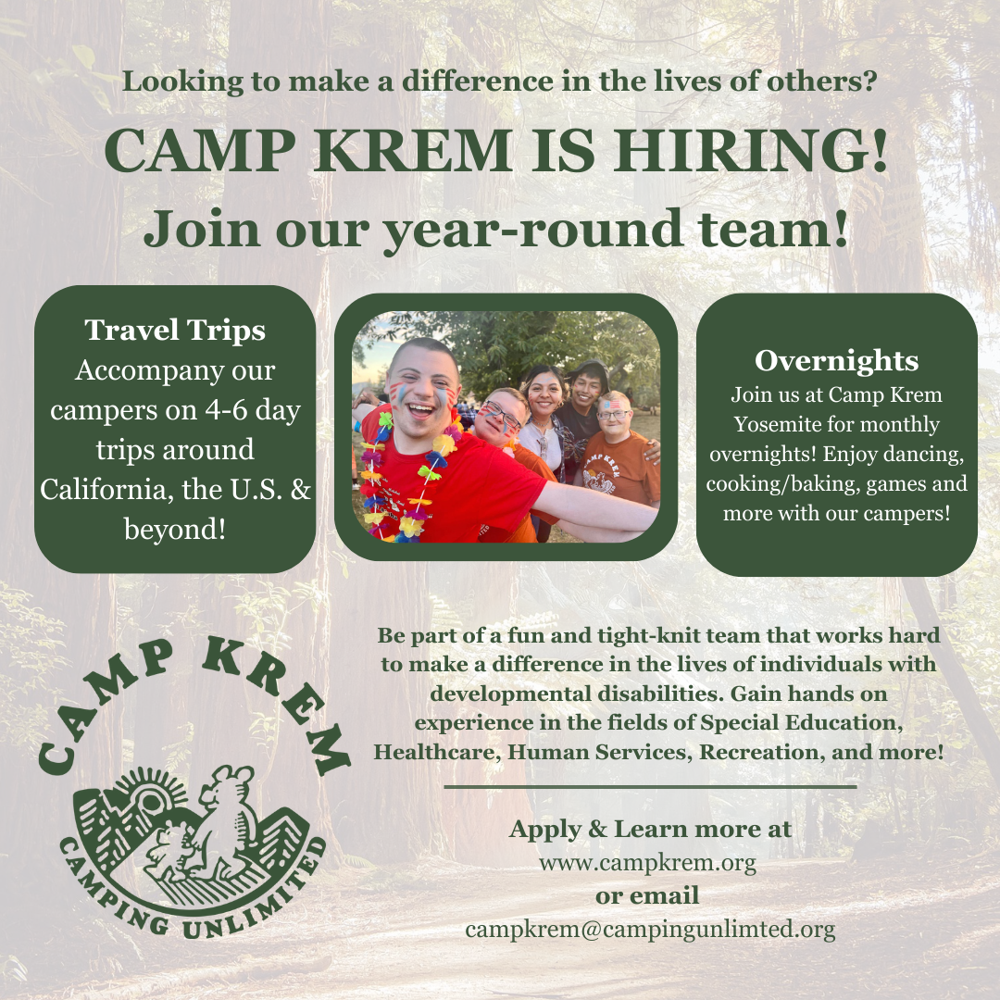 Looking to make a difference in the lives of others?
CAMP KREM IS HIRING!
Join our year-round team!
Travel Trips
Accompany our
campers on 4-6 day
trips around
California, the U.S. &
beyond!
CAMP KREM
Overnights
Join us at Camp Krem
Yosemite for monthly
overnights! Enjoy dancing,
cooking/baking, games and
more with our campers!
CAMP KREM
CAMPING UNLIMITED
Be part of a fun and tight-knit team that works hard
to make a difference in the lives of individuals with
developmental disabilities. Gain hands on
experience in the fields of Special Education,
Healthcare, Human Services, Recreation, and more!
Apply & Learn more at
www.campkrem.org
or email
campkrem@campingunlimted.org